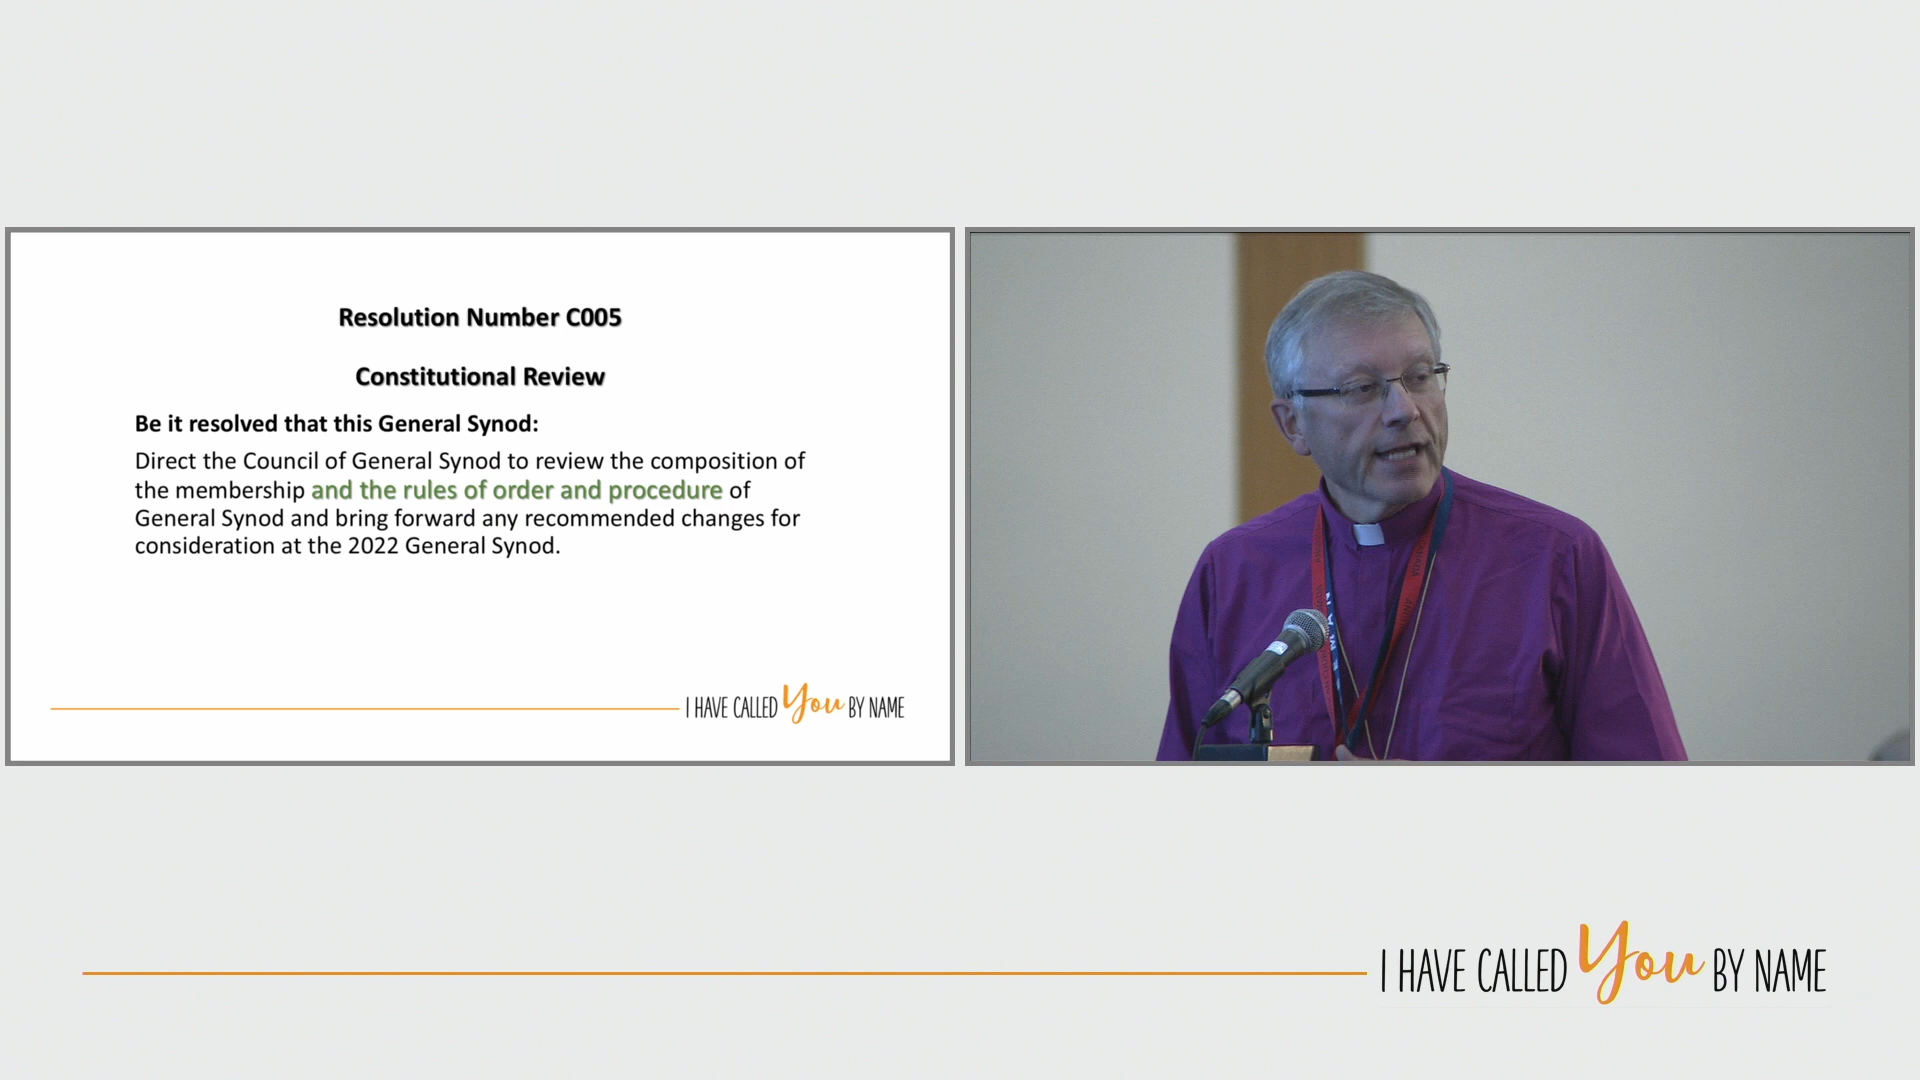 Resolution Number C005
Constitutional Review
Be it resolved that this General Synod:
Direct the Council of General Synod to review the composition of
the membership and the rules of order and procedure of
General Synod and bring forward any recommended changes for
consideration at the 2022 General Synod.
I HAVE CALLED You BY NAME
I HAVE CALLED You BY NAME